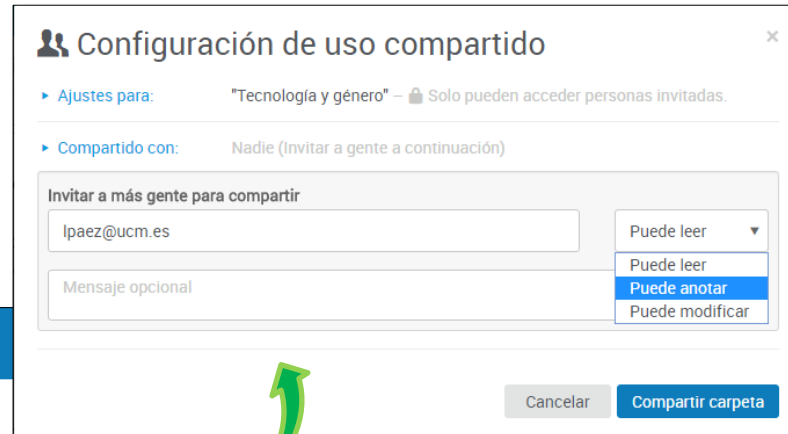 Configuración de uso compartido ×
Ajustes para: "Tecnología y género" – Solo pueden acceder personas invitadas.
Compartido con: Nadie (Invitar a gente a continuación)
Invitar a más gente para compartir
lpaez@ucm.es Puede leer
Puede leer
Mensaje opcional Puede anotar
Puede modificar
Cancelar Compartir carpeta